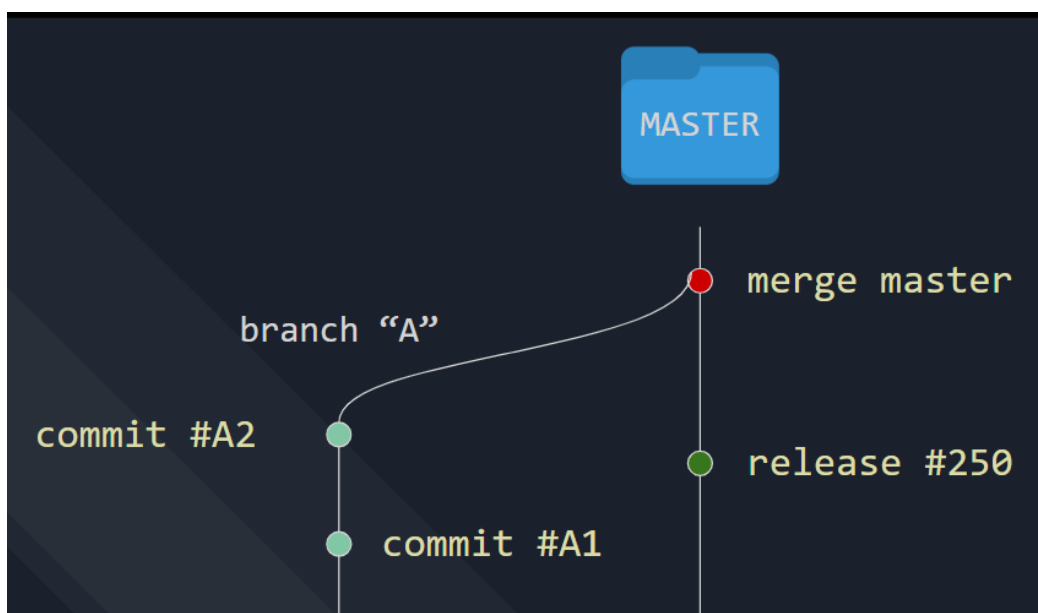 MASTER
merge master
branch “A”
commit #A2
release #250
commit #A1